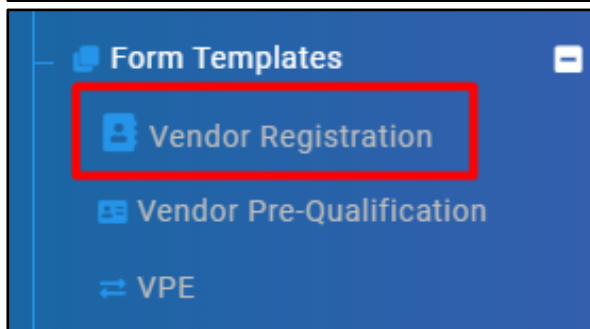 Form Templates
Vendor Registration
Vendor Pre-Qualification
VPE